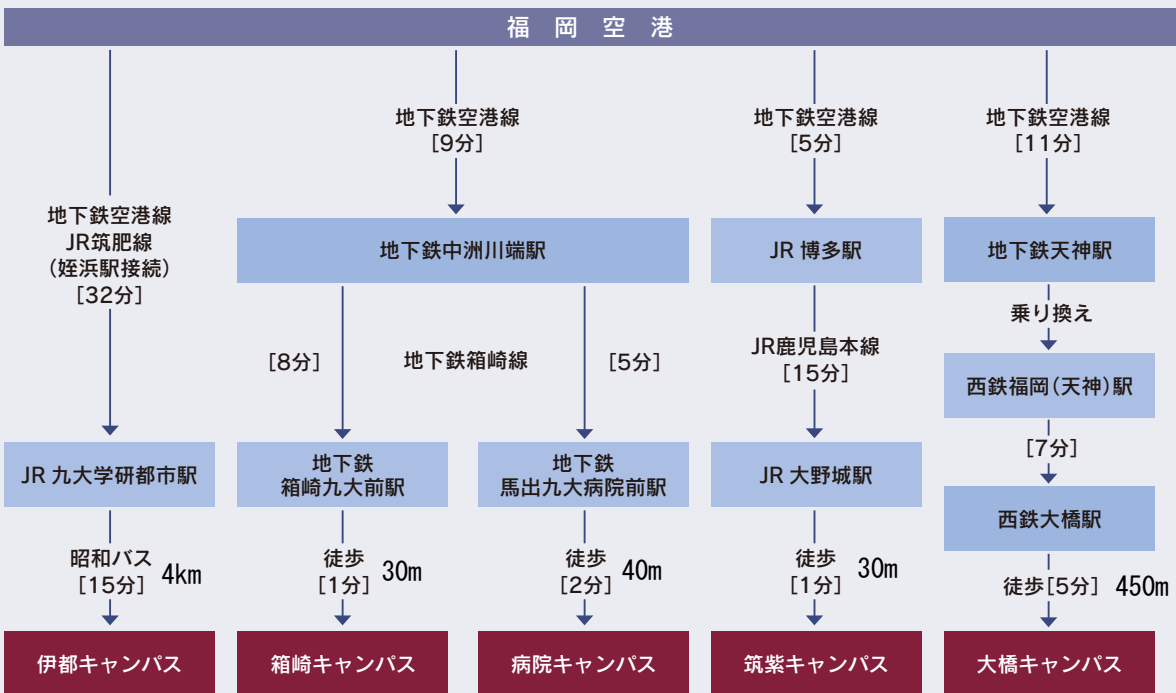 福岡空港
地下鉄空港線
JR筑肥線
(姪浜駅接続)
[32分]
JR 九大学研都市駅
昭和バス
[15分]
4km
伊都キャンパス
地下鉄空港線
[9分]
地下鉄中洲川端駅
地下鉄箱崎線
[8分]
地下鉄
箱崎九大前駅
徒歩
[1分]
30m
箱崎キャンパス
[5分]
地下鉄
馬出九大病院前駅
徒歩
[2分]
40m
病院キャンパス
地下鉄空港線
[5分]
JR 博多駅
JR鹿児島本線
[15分]
JR 大野城駅
徒歩
[1分]
30m
筑紫キャンパス
地下鉄空港線
[11分]
地下鉄天神駅
乗り換え
西鉄福岡(天神)駅
[7分]
西鉄大橋駅
徒歩[5分] 450m
大橋キャンパス